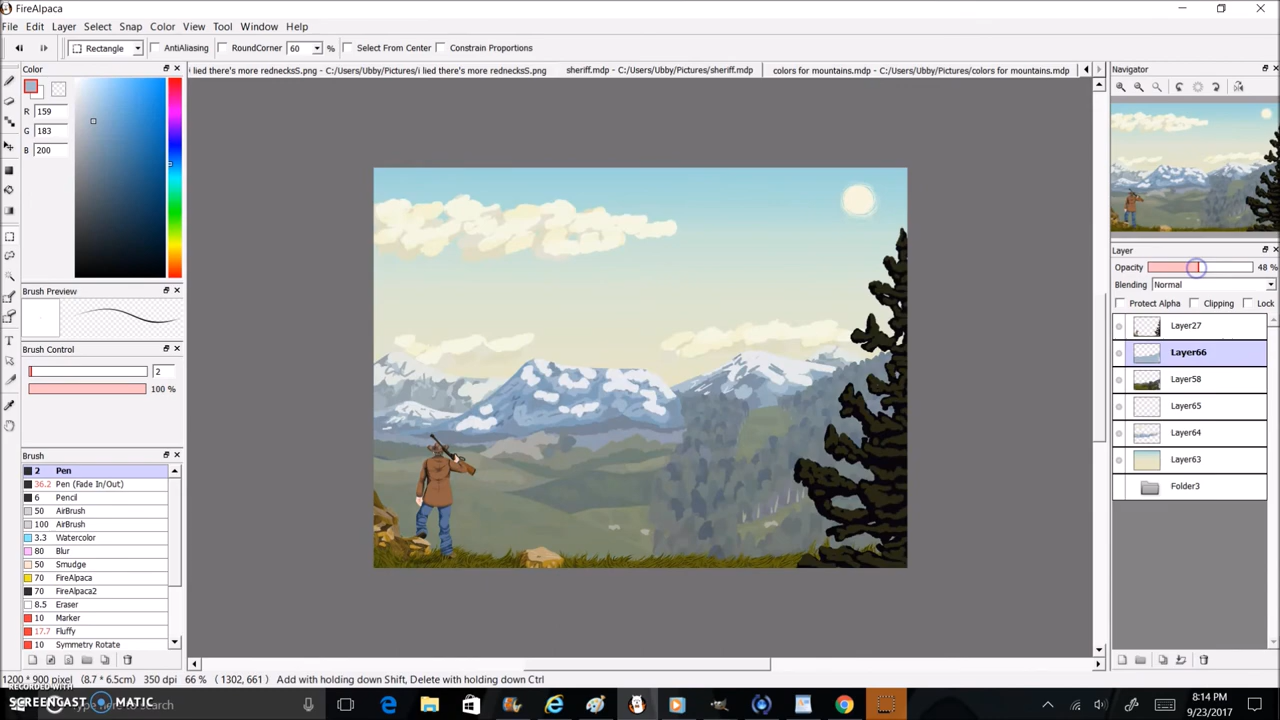 FireAlpaca
File Edit Layer Select Snap Color View Tool Window Help
Rectangle AntiAliasing RoundCorner 60 % Select From Center Constrain Proportions
Color
i lied there's more rednecksS.png - C:/Users/Ubby/Pictures/i lied there's more rednecksS.png sheriff.mdp - C:/Users/Ubby/Pictures/sheriff.mdp colors for mountains.mdp - C:/Users/Ubby/Pictures/colors for mountains.mdp
Navigator
R 159
G 183
B 200
Layer
Opacity 48 %
Blending Normal
Protect Alpha Clipping Lock
Layer27
Layer66
Layer58
Layer65
Layer64
Layer63
Folder3
Brush Preview
Brush Control
2
100 %
Brush
2 Pen
36.2 Pen (Fade In/Out)
6 Pencil
50 AirBrush
100 AirBrush
3.3 Watercolor
80 Blur
50 Smudge
70 FireAlpaca
70 FireAlpaca2
8.5 Eraser
10 Marker
17.7 Fluffy
10 Symmetry Rotate
1200 * 900 pixel (8.7 * 6.5cm) 350 dpi 66 % ( 1302, 661 ) Add with holding down Shift, Delete with holding down Ctrl
RECORDED WITH
SCREENCAST MATIC
Type here to search
8:14 PM
9/23/2017